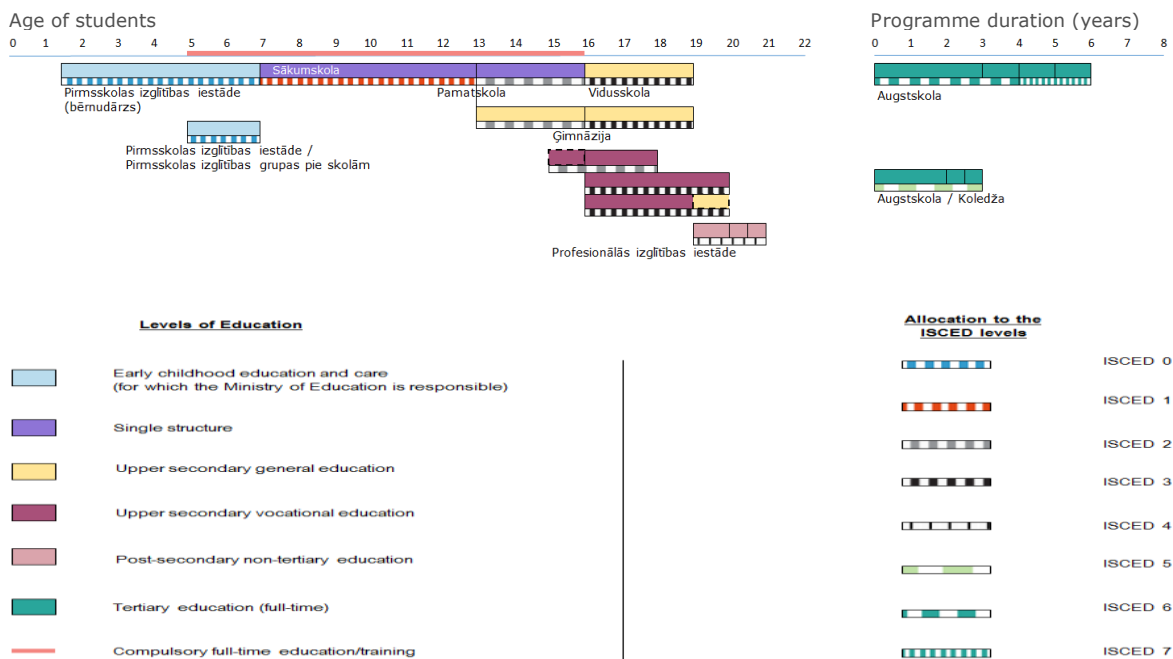 Age of students
Programme duration (years)
0 1 2 3 4 5 6 7 8 9 10 11 12 13 14 15 16 17 18 19 20 21 22
0 1 2 3 4 5 6 7 8
Sākumskola
Pirmsskolas izglītības iestāde
(bērnudārzs)
Pamatskola
Vidusskola
Augstskola
Ģimnāzija
Pirmsskolas izglītības iestāde /
Pirmsskolas izglītības grupas pie skolām
Augstskola / Koledža
Profesionālās izglītības iestāde
Levels of Education
Early childhood education and care
(for which the Ministry of Education is responsible)
Single structure
Upper secondary general education
Upper secondary vocational education
Post-secondary non-tertiary education
Tertiary education (full-time)
Compulsory full-time education/training
Allocation to the
ISCED levels
ISCED 0
ISCED 1
ISCED 2
ISCED 3
ISCED 4
ISCED 5
ISCED 6
ISCED 7